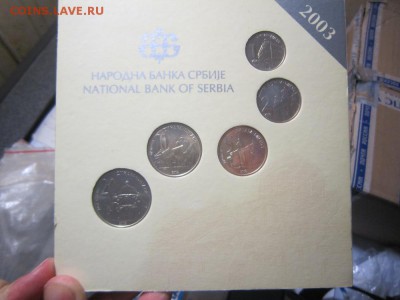 COINS.LAVE.RU
2003
НАРОДНА БАНКА СРБИЈЕ
NATIONAL BANK OF SERBIA